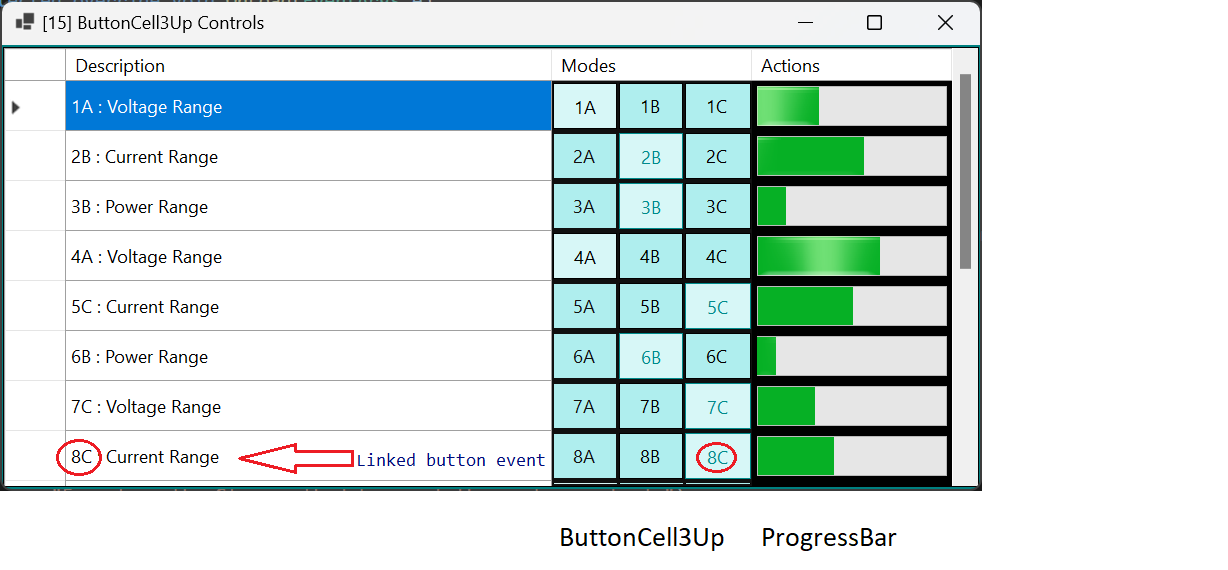 [15] ButtonCell3Up Controls
Description Modes Actions
1A : Voltage Range 1A 1B 1C
2B : Current Range 2A 2B 2C
3B : Power Range 3A 3B 3C
4A : Voltage Range 4A 4B 4C
5C : Current Range 5A 5B 5C
6B : Power Range 6A 6B 6C
7C : Voltage Range 7A 7B 7C
8C Current Range Linked button event 8A 8B 8C
ButtonCell3Up ProgressBar